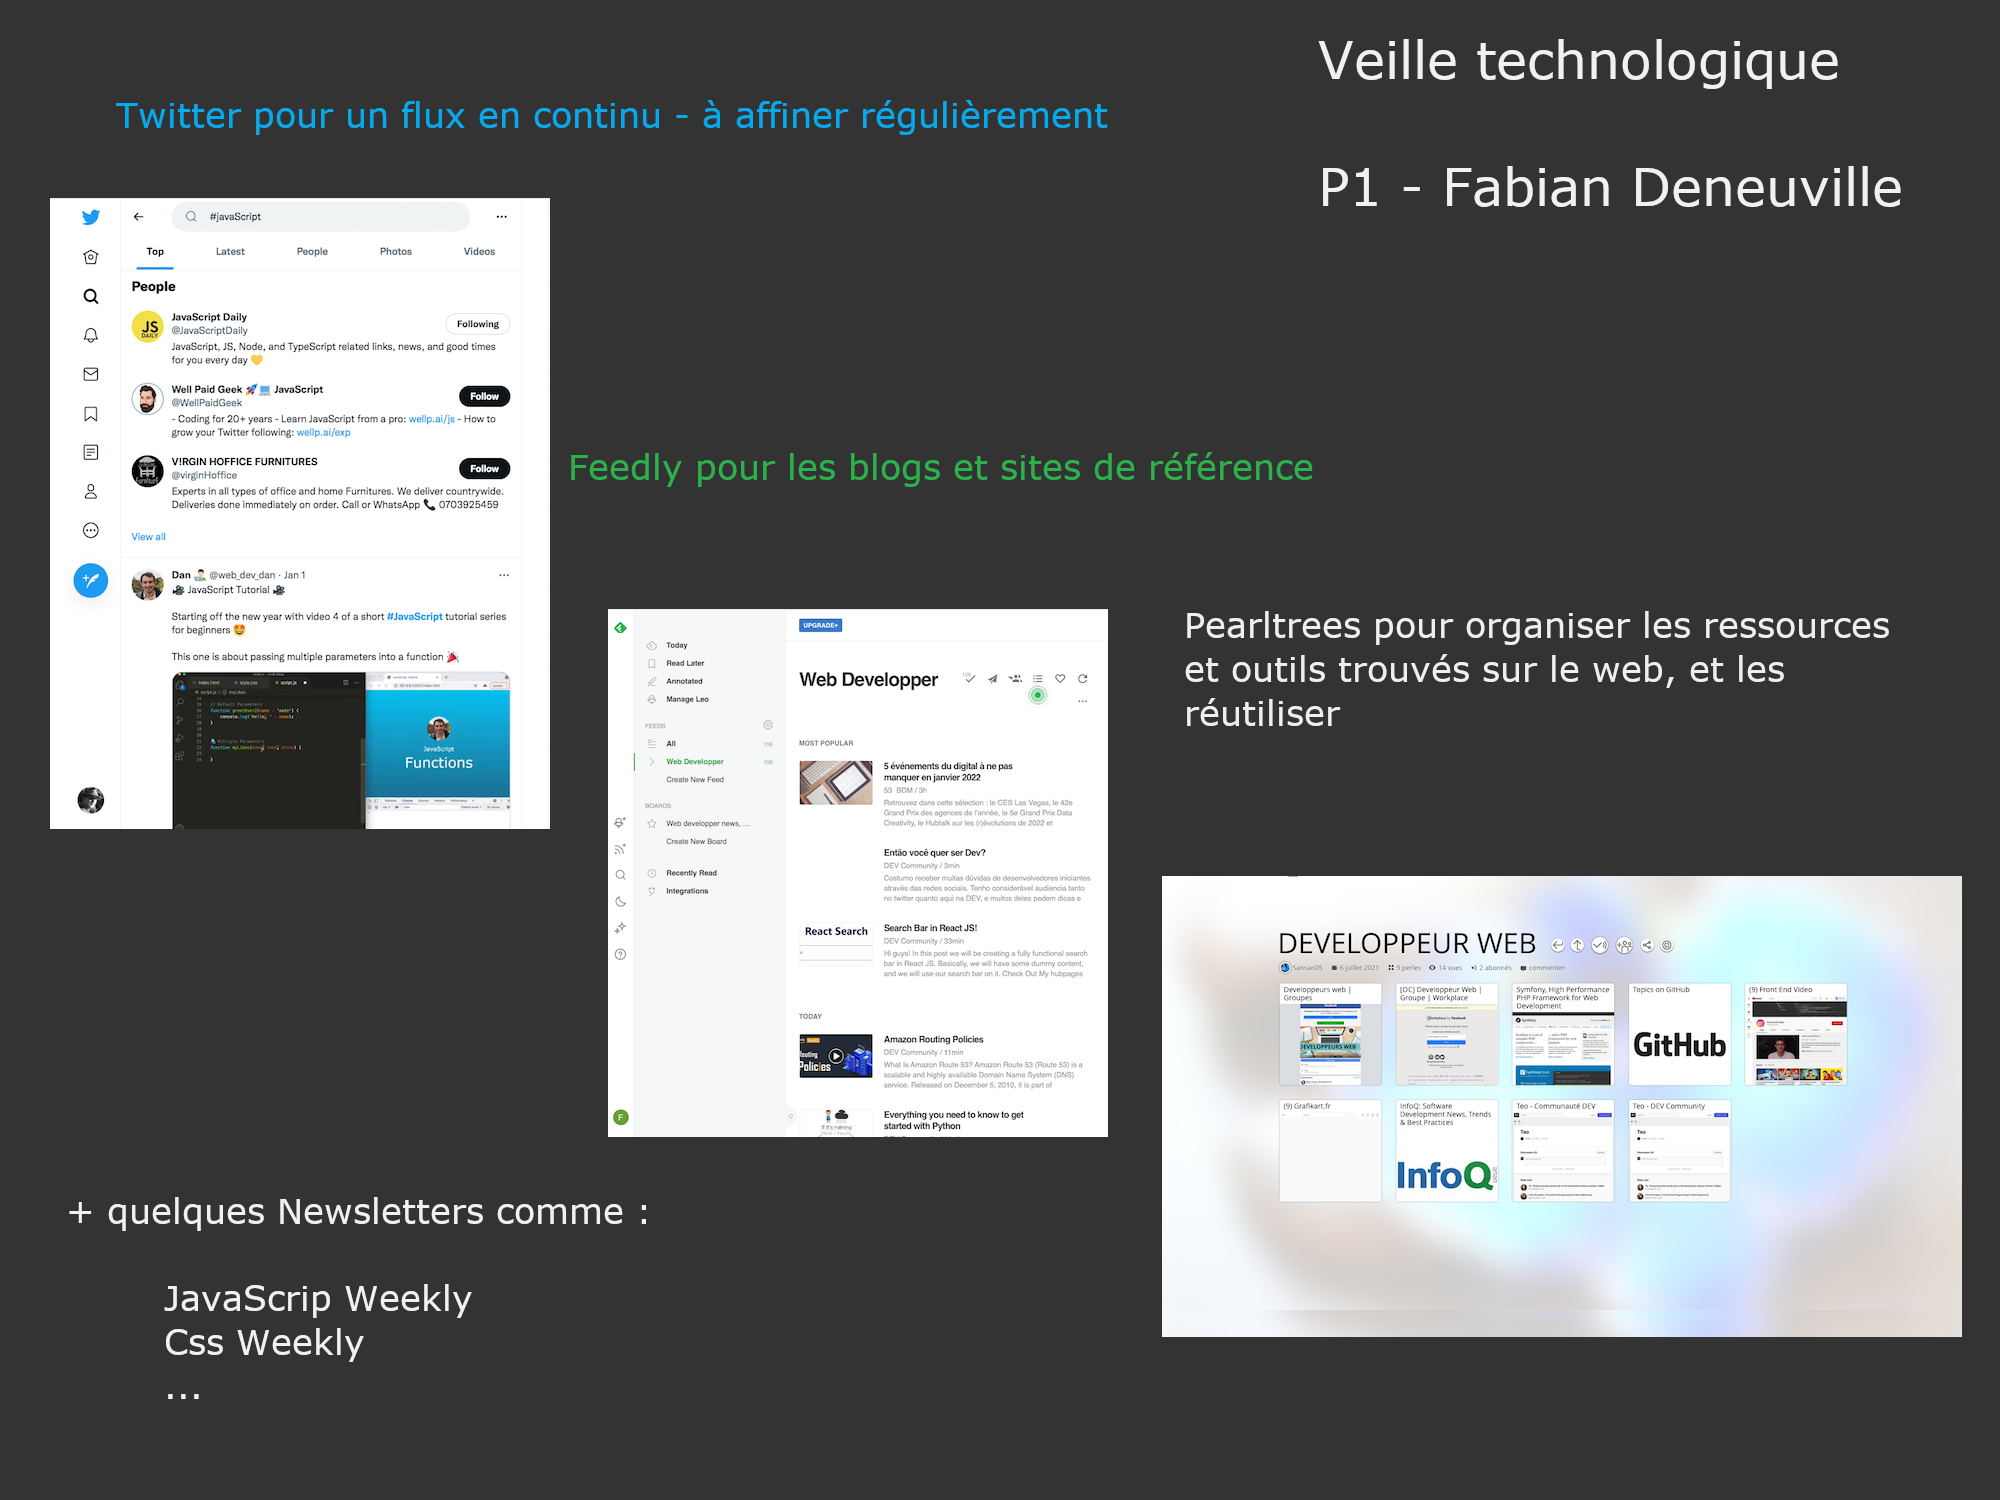 Veille technologique
P1 - Fabian Deneuville
Twitter pour un flux en continu - à affiner régulièrement
#javaScript
Top
Latest
People
Photos
Videos
People
JavaScript Daily
@JavaScriptDaily
Following
JavaScript, JS, Node, and TypeScript related links, news, and good times
for you every day
JS
DAILY
Well Paid Geek 🚀💻 JavaScript
@WellPaidGeek
Follow
- Coding for 20+ years - Learn JavaScript from a pro: wellp.ai/js - How to
grow your Twitter following: wellp.ai/exp
V!RGIN HOFFICE FURNITURES
@virginHoffice
Follow
Experts in all types of office and home Furnitures. We deliver countrywide.
Deliveries done immediately on order. Call or WhatsApp 📞 0703925459
View all
Dan @web_dev_dan · Jan 1
JavaScript Tutorial
Starting off the new year with video 4 of a short #JavaScript tutorial series
for beginners 🤩
This one is about passing multiple parameters into a function 🎉
JavaScript
Functions
Feedly pour les blogs et sites de référence
Today
Read Later
Annotated
Manage Leo
FEEDS
All
106
Web Developper
106
Create New Feed
BOARDS
Web developper news, ...
Create New Board
Recently Read
Integrations
F
UPGRADE+
Web Developper
MOST POPULAR
5 événements du digital à ne pas
manquer en janvier 2022
53 BDM / 3h
Retrouvez dans cette sélection : le CES Las Vegas, le 42e
Grand Prix des agences de l'année, le 5e Grand Prix Data
Creativity, le Hubtalk sur les (r)évolutions de 2022 et
Então você quer ser Dev?
DEV Community / 3min
Costumo receber muitas dúvidas de desenvolvedores iniciantes
através das redes sociais. Tenho considerável audiencia tanto
no twitter quanto aqui na DEV, e muitos deles pedem dicas e
React Search
Search Bar in React JS!
DEV Community / 33min
Hi guys! In this post we will be creating a fully functional search
bar in React JS. Basically, we will have some dummy content,
and we will use our search bar on it. Check Out My hubpages
TODAY
Routing
Policies
Amazon Routing Policies
DEV Community / 11min
What Is Amazon Route 53? Amazon Route 53 (Route 53) is a
scalable and highly available Domain Name System (DNS)
service. Released on December 5, 2010, it is part of
Everything you need to know to get
started with Python
Pearltrees pour organiser les ressources
et outils trouvés sur le web, et les
réutiliser
DEVELOPPEUR WEB
Sansan05
6 juillet 2021
9 perles
14 vues
2 abonnés
commenter
Developpeurs web |
Groupes
DEVELOPPEURS WEB
[OC] Developpeur Web |
Groupe | Workplace
Symfony, High Performance
PHP Framework for Web
Development
Topics on GitHub
GitHub
(9) Front End Video
(9) Grafikart.fr
InfoQ: Software
Development News, Trends
& Best Practices
InfoQ
Teo - Communauté DEV
Teo
Teo - DEV Community
Teo
+ quelques Newsletters comme :
JavaScrip Weekly
Css Weekly
...